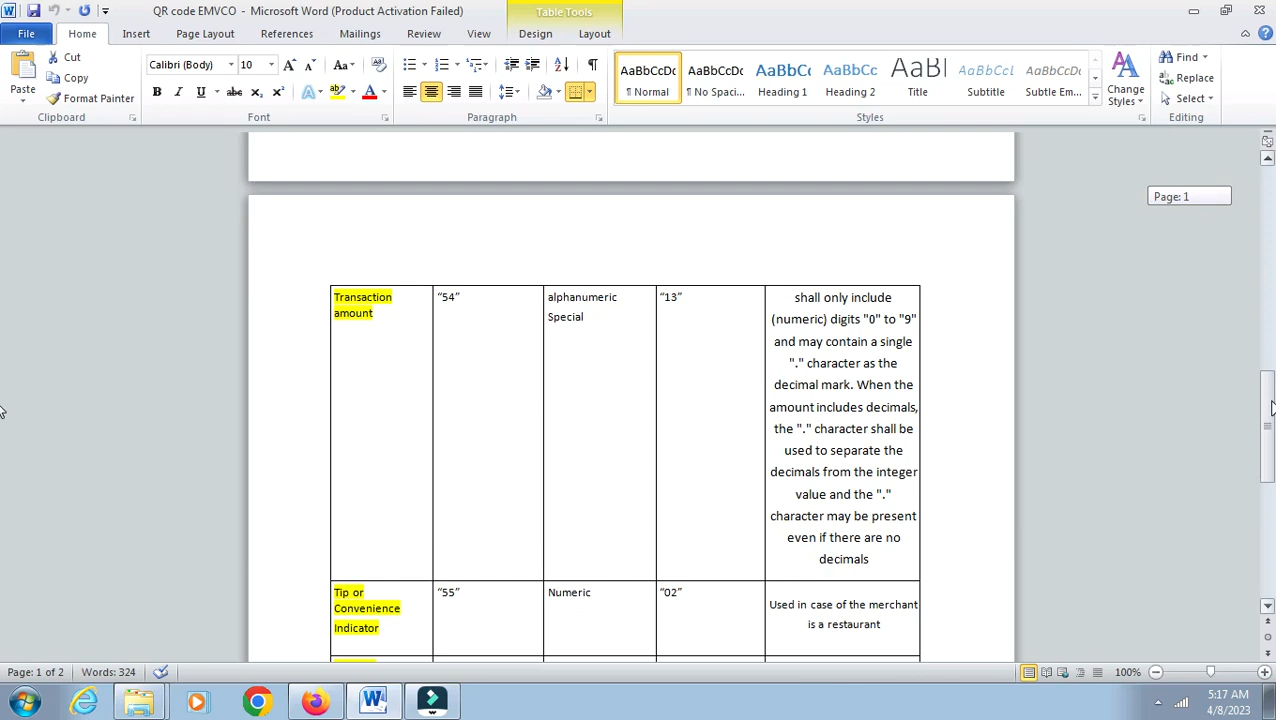 QR code EMVCO - Microsoft Word (Product Activation Failed)
Table Tools
File
Home
Insert
Page Layout
References
Mailings
Review
View
Design
Layout
Paste
Cut
Copy
Format Painter
Clipboard
Calibri (Body)
10
Font
Paragraph
AaBbCcDc
¶ Normal
AaBbCcDc
¶ No Spaci...
AaBbCc
Heading 1
AaBbCc
Heading 2
AaB
Title
AaBbCcDc
Subtitle
AaBbCcDc
Subtle Em...
Styles
Change
Styles
Find
Replace
Select
Editing
Page: 1
Transaction
amount
“54”
alphanumeric
Special
“13”
shall only include
(numeric) digits "0" to "9"
and may contain a single
"." character as the
decimal mark. When the
amount includes decimals,
the "." character shall be
used to separate the
decimals from the integer
value and the "."
character may be present
even if there are no
decimals
Tip or
Convenience
Indicator
“55”
Numeric
“02”
Used in case of the merchant
is a restaurant
Page: 1 of 2
Words: 324
100%
5:17 AM
4/8/2023